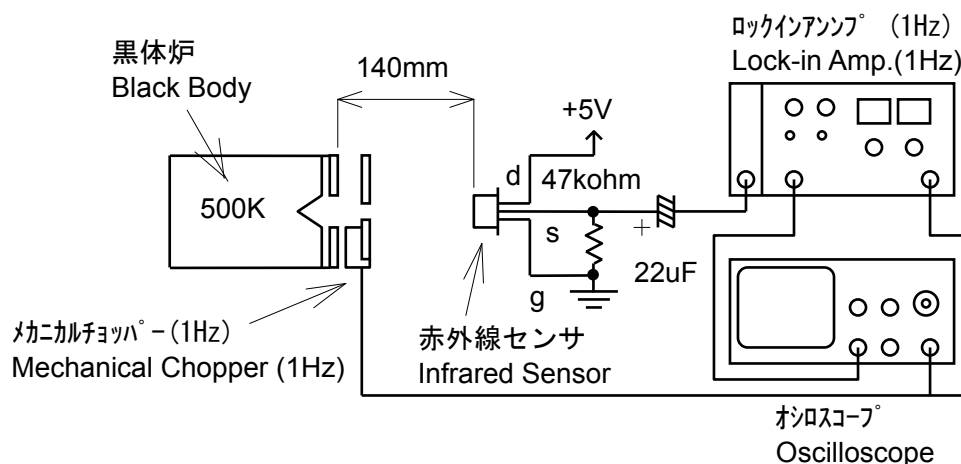 ﾛｯｸｲﾝｱﾝﾝﾌﾟ (1Hz)
Lock-in Amp.(1Hz)
黒体炉
Black Body
140mm
+5V
d
47kohm
500K
s
+
22uF
g
ﾒｶﾆｶﾙﾁｮｯﾊﾟｰ(1Hz)
Mechanical Chopper (1Hz)
赤外線センサ
Infrared Sensor
ｵｼﾛｽｺｰﾌﾟ
Oscilloscope